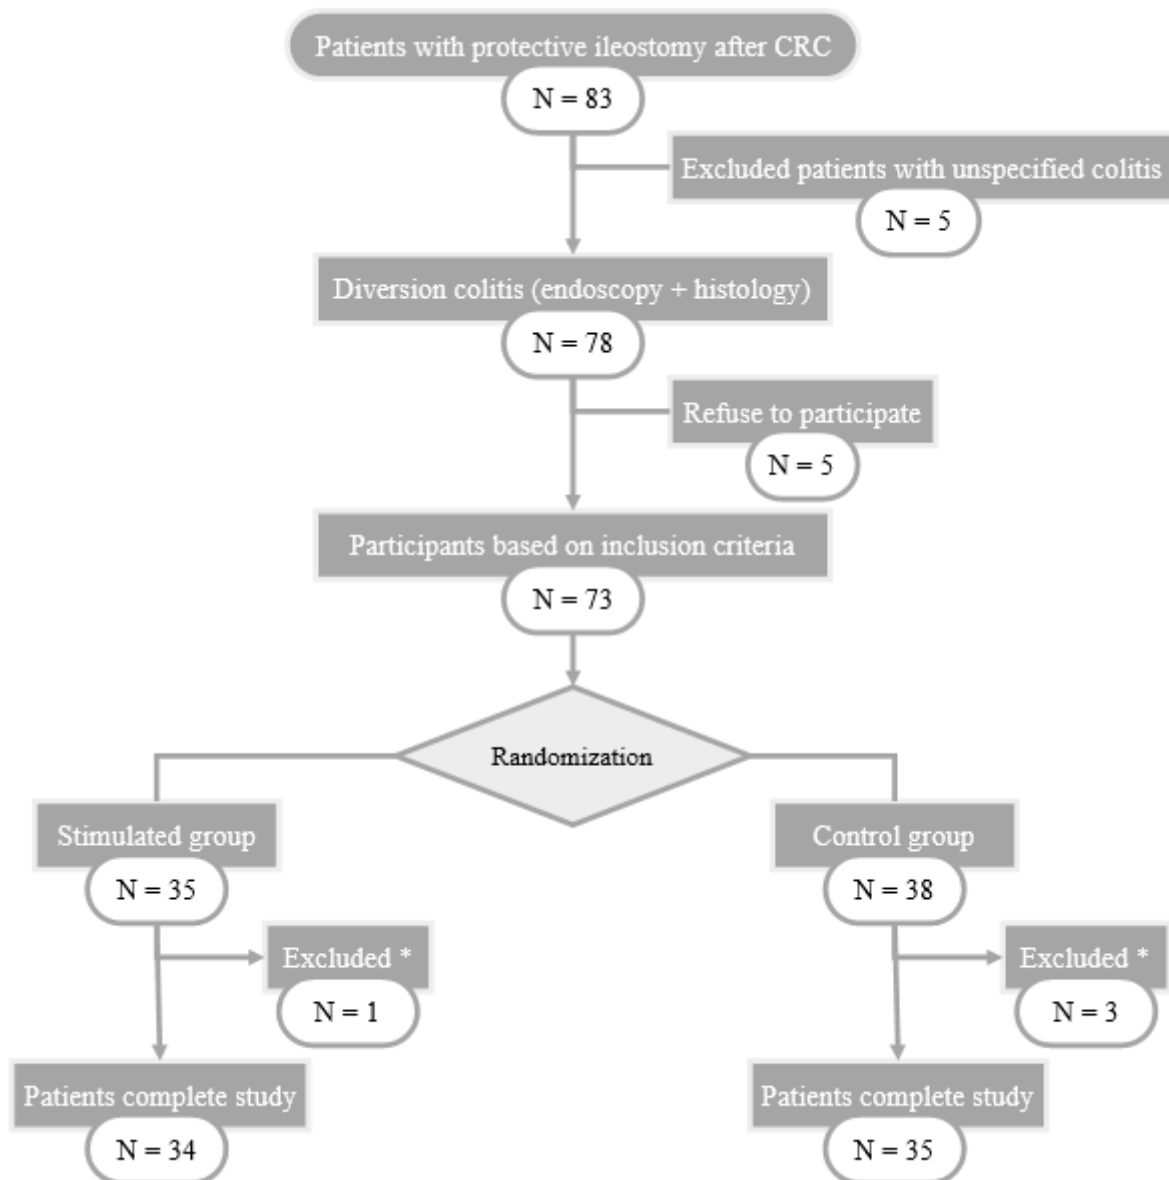 Patients with protective ileostomy after CRC
N = 83
Excluded patients with unspecified colitis
N = 5
Diversion colitis (endoscopy + histology)
N = 78
Refuse to participate
N = 5
Participants based on inclusion criteria
N = 73
Randomization
Stimulated group
N = 35
Control group
N = 38
Excluded *
N = 1
Excluded *
N = 3
Patients complete study
N = 34
Patients complete study
N = 35